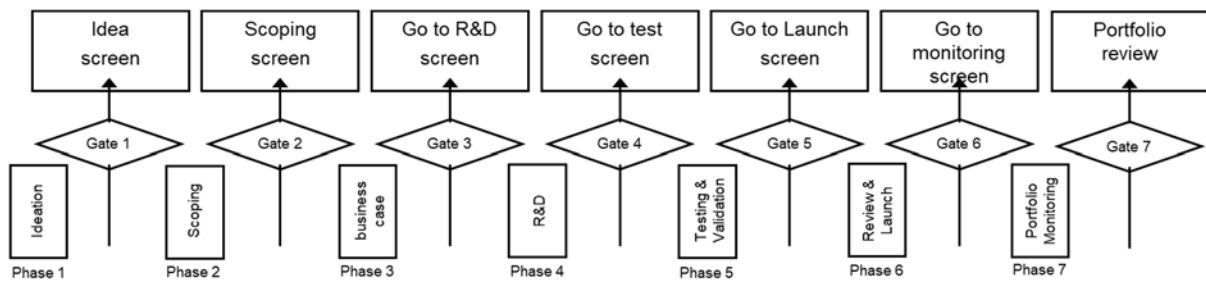 Idea
screen
Scoping
screen
Go to R&D
screen
Go to test
screen
Go to Launch
screen
Go to
monitoring
screen
Portfolio
review
Gate 1
Gate 2
Gate 3
Gate 4
Gate 5
Gate 6
Gate 7
Ideation
Scoping
business
case
R&D
Testing &
Validation
Review &
Launch
Portfolio
Monitoring
Phase 1
Phase 2
Phase 3
Phase 4
Phase 5
Phase 6
Phase 7